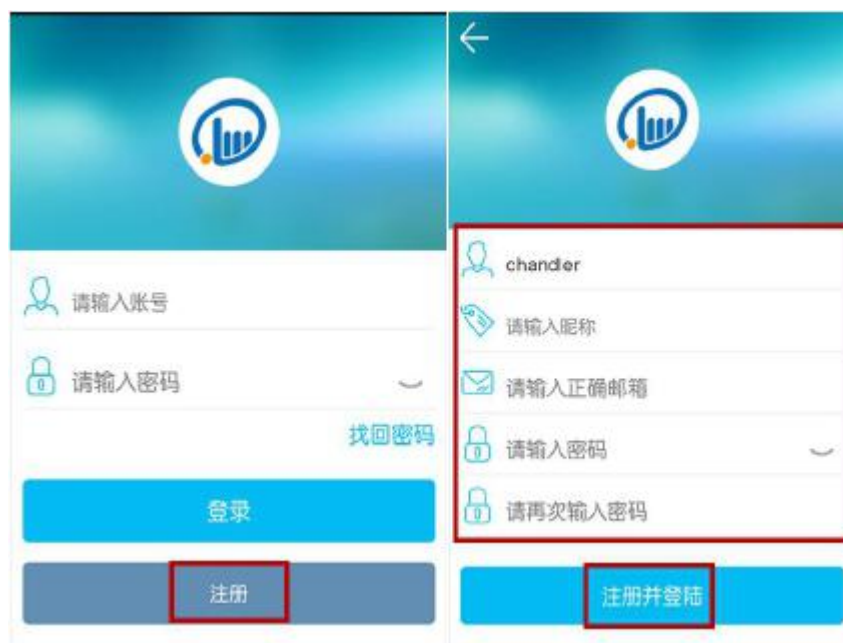 请输入账号
请输入密码
找回密码
登录
注册
chandler
请输入昵称
请输入正确邮箱
请输入密码
请再次输入密码
注册并登陆